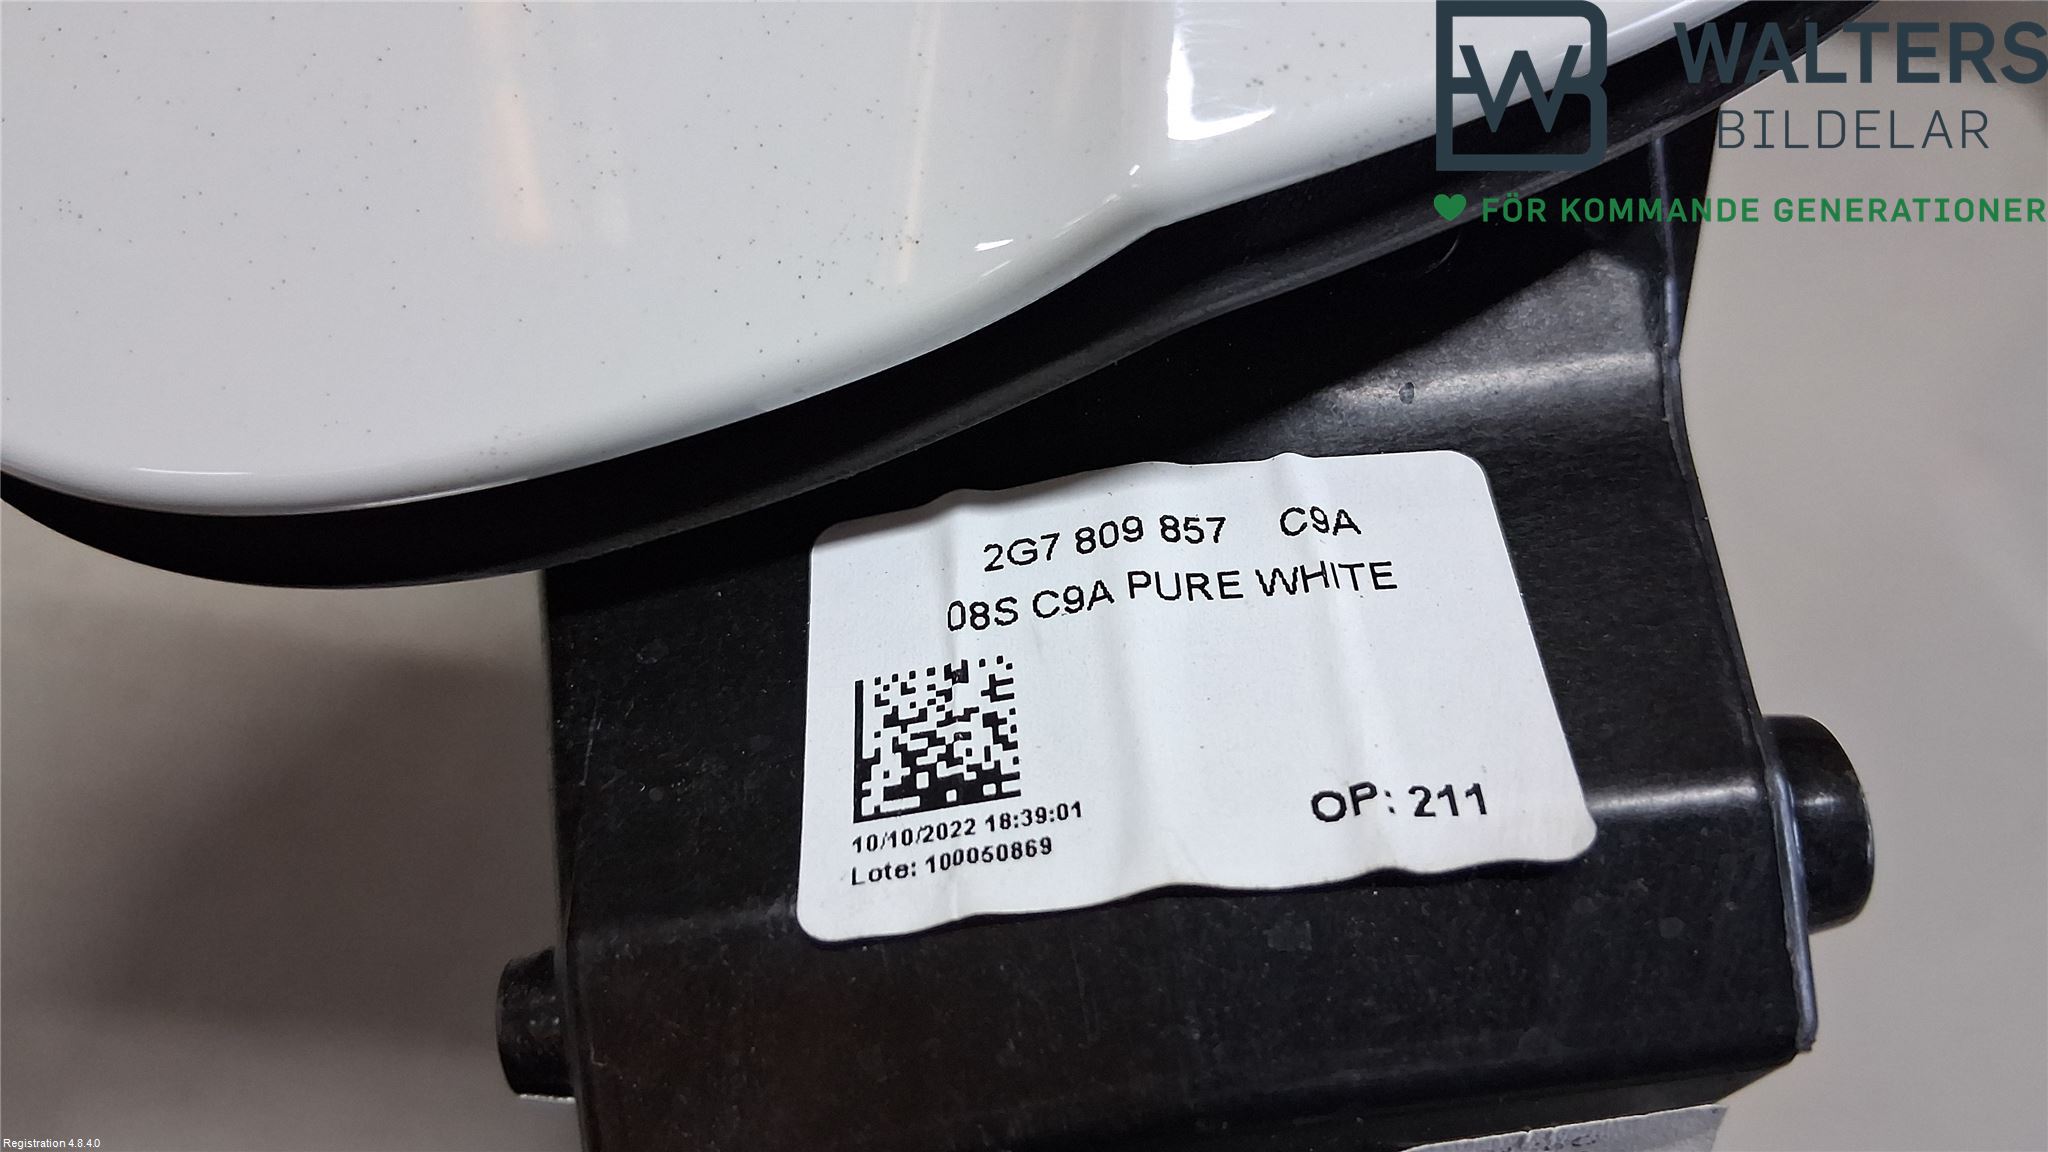 WALTERS
BILDELAR
FÖR KOMMANDE GENERATIONER
2G7 809 857 C9A
08S C9A PURE WHITE
OP: 211
10/10/2022 18:39:01
Lote: 100050869
Registration 4.8.4.0